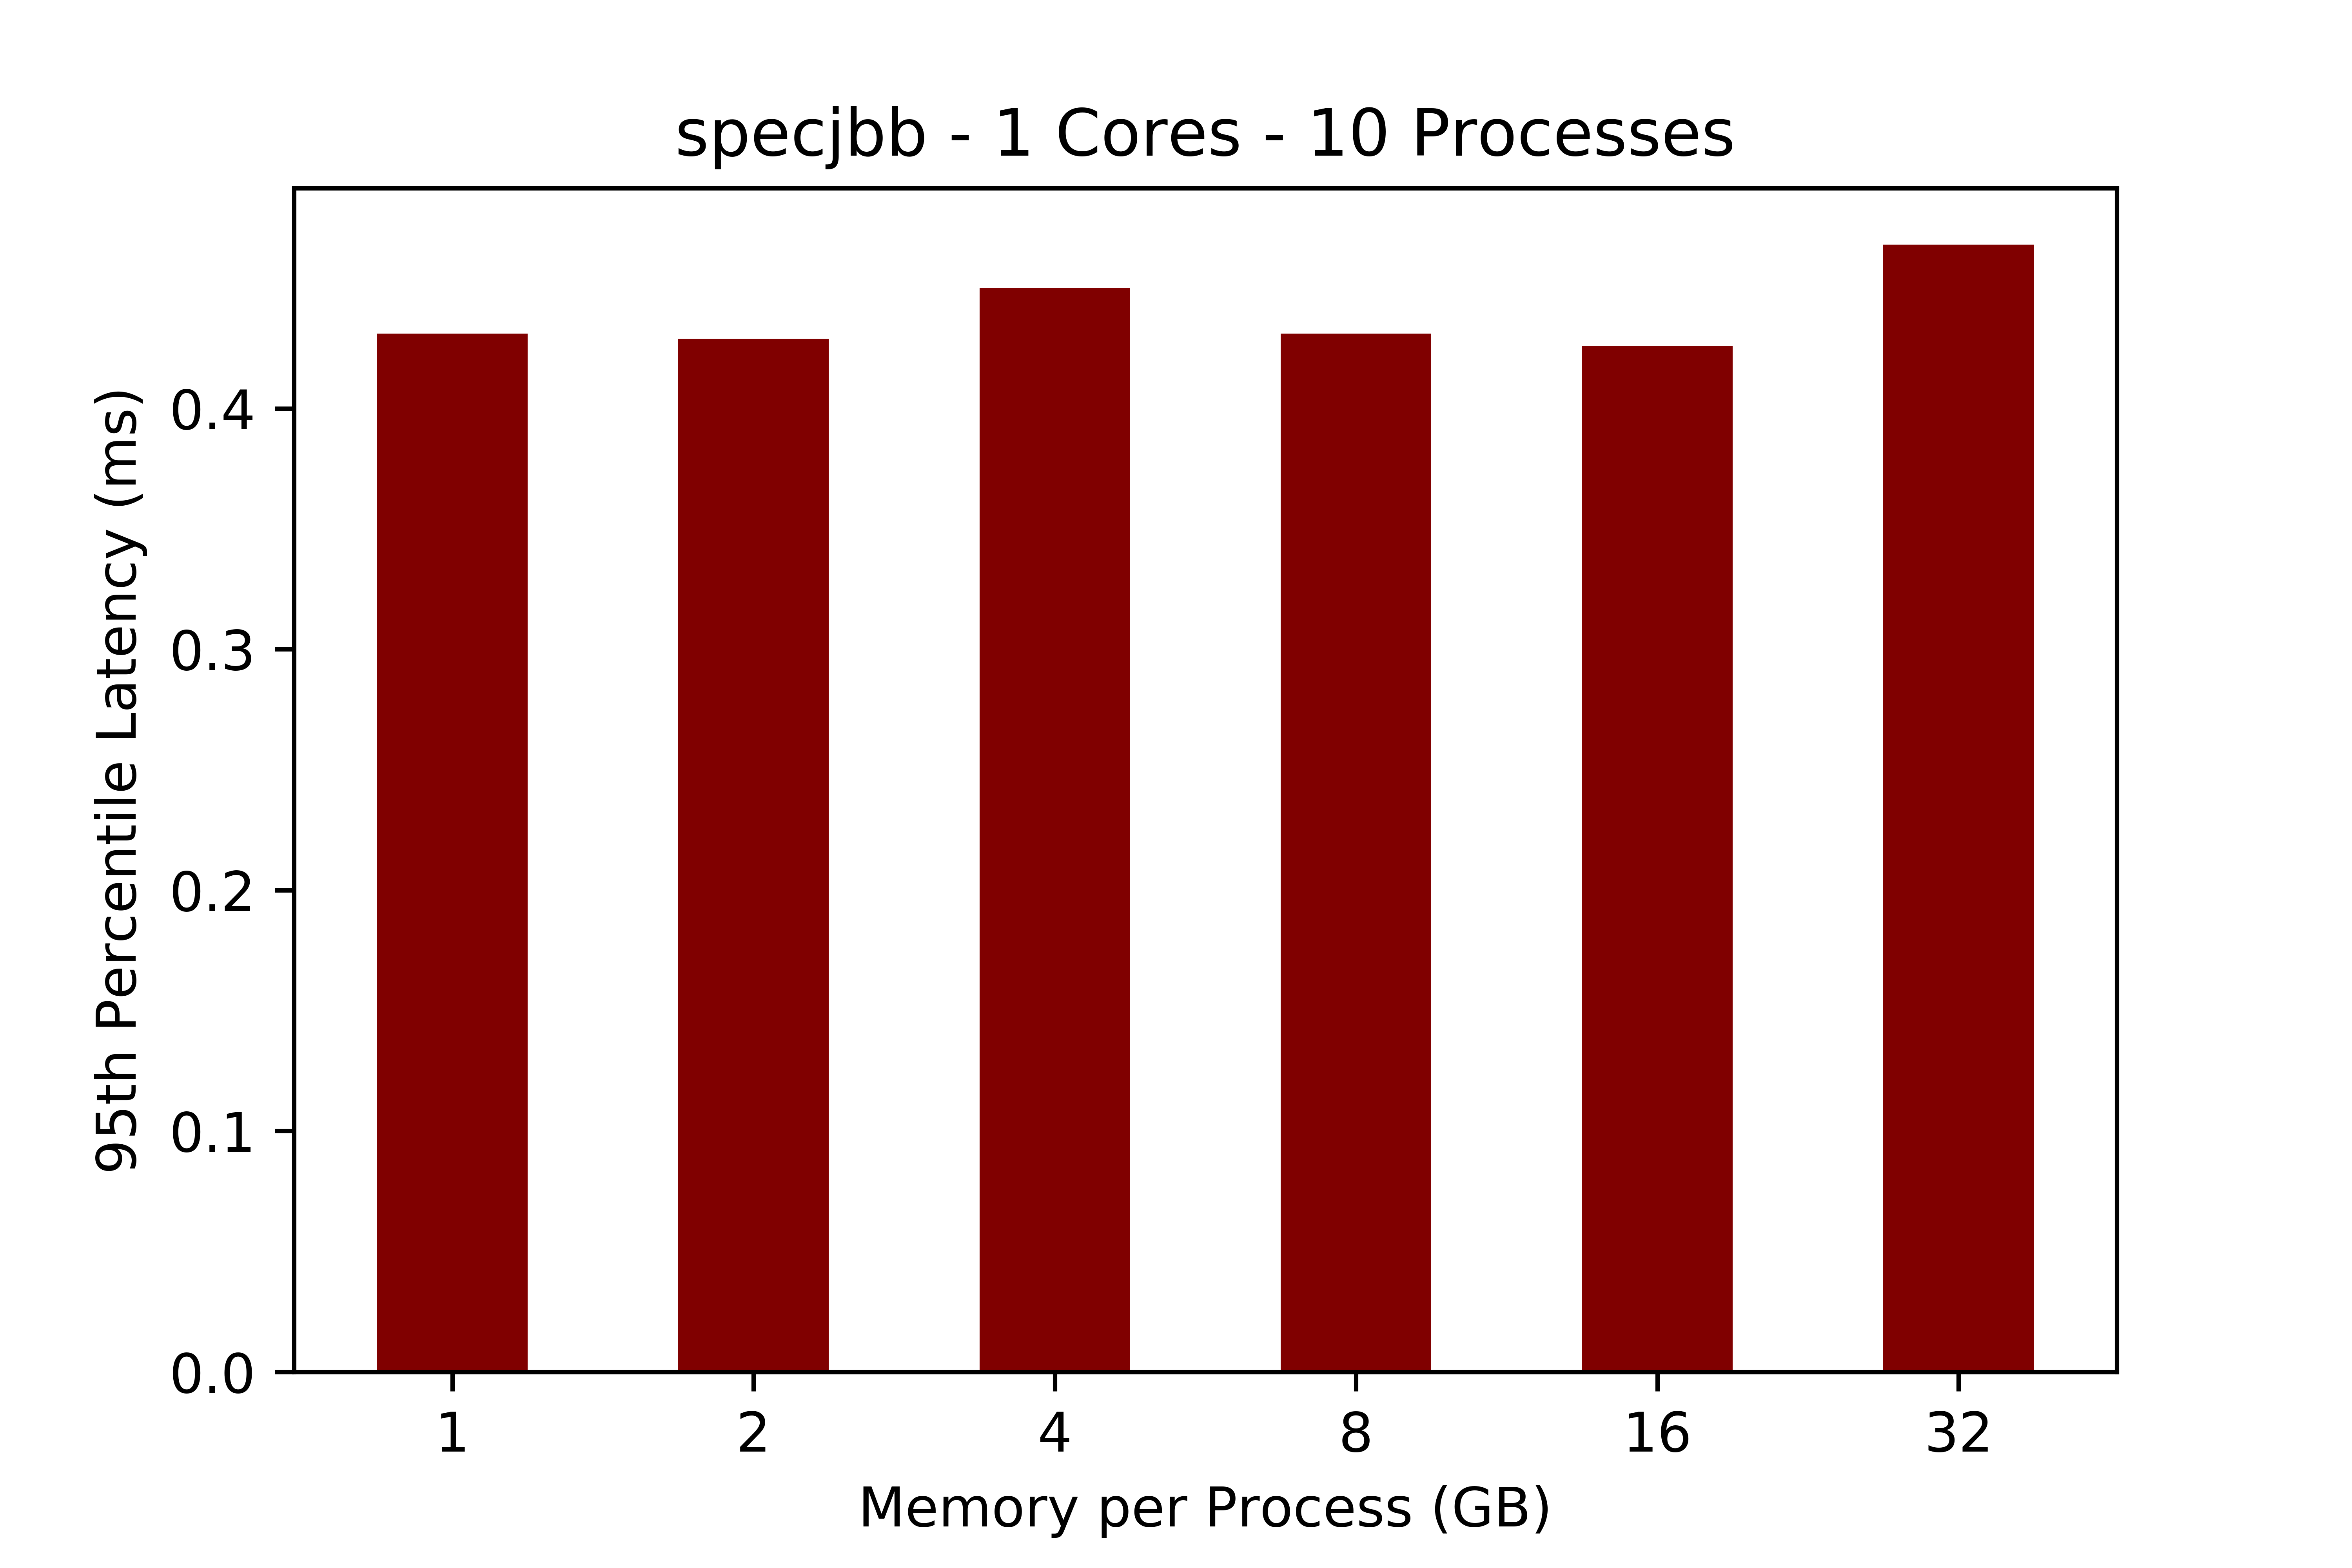 specjbb - 1 Cores - 10 Processes
95th Percentile Latency (ms)
0.4
0.3
0.2
0.1
0.0
1 2 4 8 16 32
Memory per Process (GB)